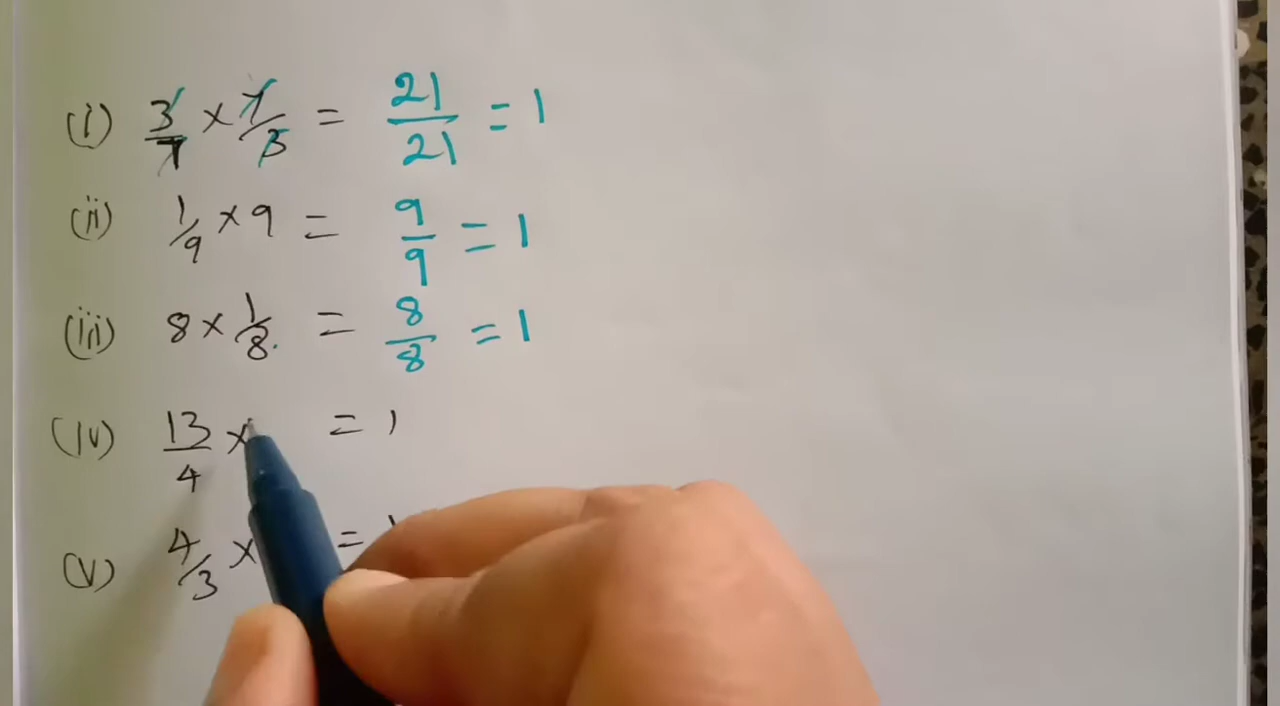 (i) 3/7 × 7/3 = 21/21 = 1
(ii) 1/9 × 9 = 9/9 = 1
(iii) 8 × 1/8 = 8/8 = 1
(iv) 13/4 × = 1
(v) 4/3 × =